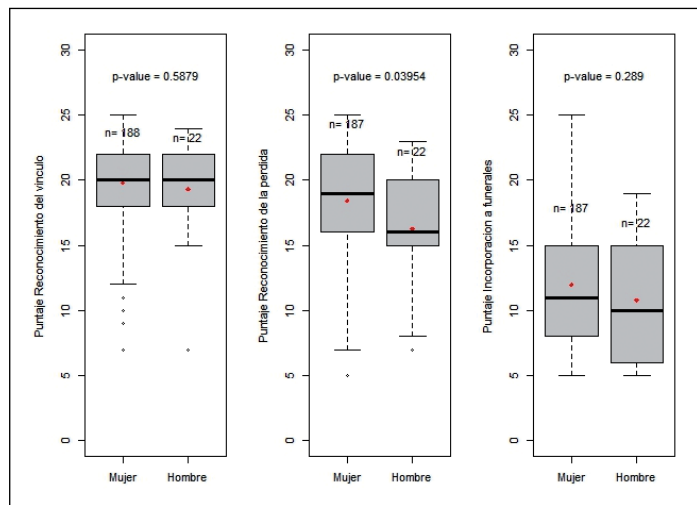 Puntaje Reconocimiento del vinculo
30
25
20
15
10
5
0
p-value = 0.5879
n= 188
n= 22
Mujer
Hombre
Puntaje Reconocimiento de la perdida
30
25
20
15
10
5
0
p-value = 0.03954
n= 187
n= 22
Mujer
Hombre
Puntaje Incorporacion a funerales
30
25
20
15
10
5
0
p-value = 0.289
n= 187
n= 22
Mujer
Hombre